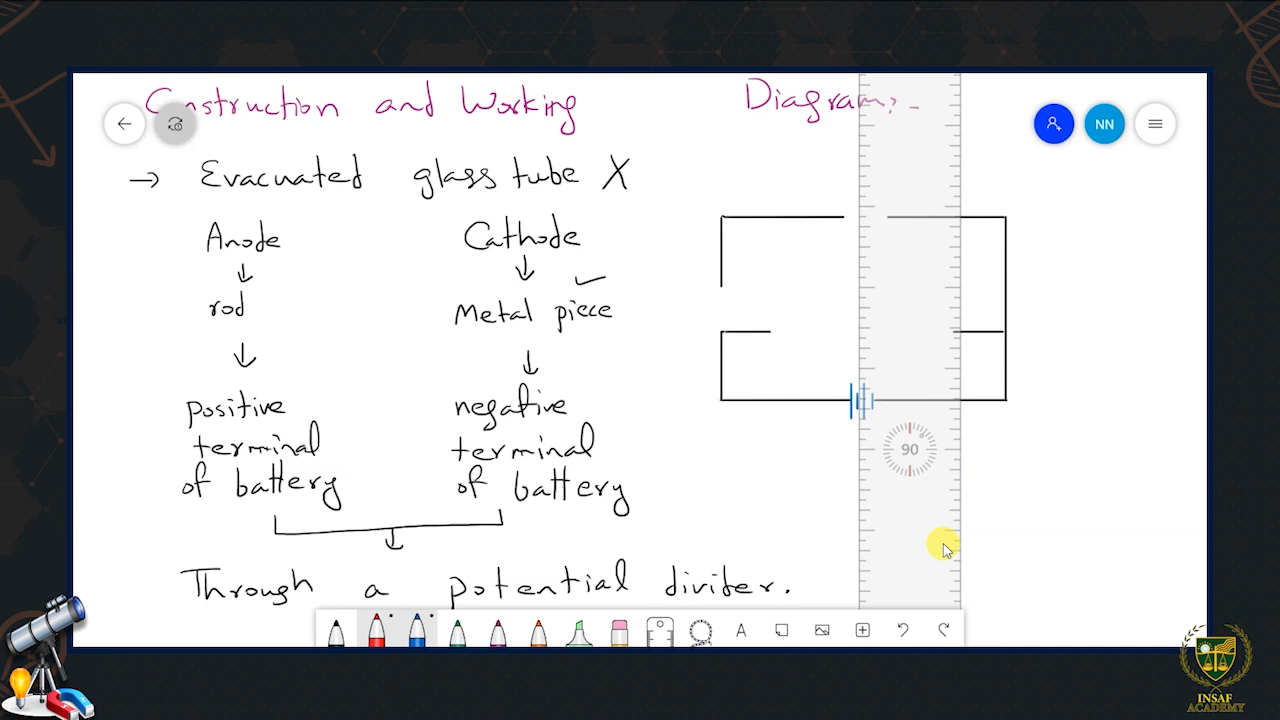 Construction and Working
Diagram:-
NN
→ Evacuated glass tube X
Anode
Cathode
↓
↓
rod
Metal piece
↓
↓
positive
terminal
of battery
negative
terminal
of battery
↓
Through a potential divider.
90
A
INSAF
ACADEMY